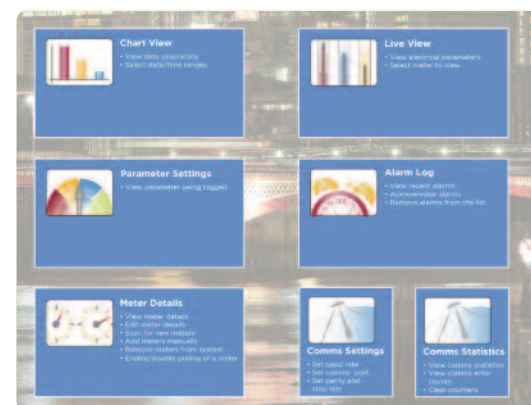 Chart View
• View data graphically
• Select date/time ranges
Live View
• View electrical parameters
• Select meter to view
Parameter Settings
• View parameter being logged
Alarm Log
• View recent alarms
• Acknowledge alarms
• Remove alarms from the list
Meter Details
• View meter details
• Edit meter details
• Scan for new meters
• Add meters manually
• Remove meters from system
• Enable/disable polling of a meter
Comms Settings
• Set baud rate
• Set comms port
• Set parity and
stop bits
Comms Statistics
• View comms statistics
• View comms error
counts
• Clear counters